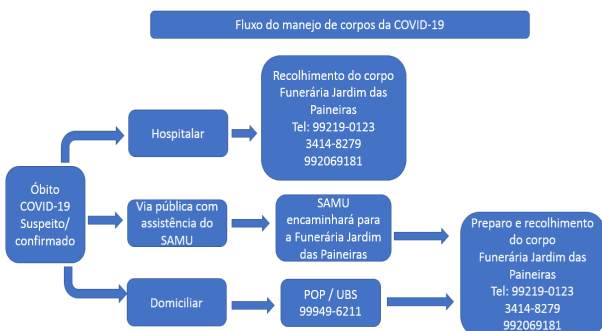 Fluxo do manejo de corpos da COVID-19
Recolhimento do corpo
Funerária Jardim das
Paineiras
Tel: 99219-0123
3414-8279
992069181
Hospitalar
Óbito
COVID-19
Suspeito/
confirmado
Via pública com
assistência do
SAMU
SAMU
encaminhará para
a Funerária Jardim
das Paineiras
Preparo e recolhimento
do corpo
Funerária Jardim das
Paineiras
Tel: 99219-0123
3414-8279
992069181
Domiciliar
POP / UBS
99949-6211